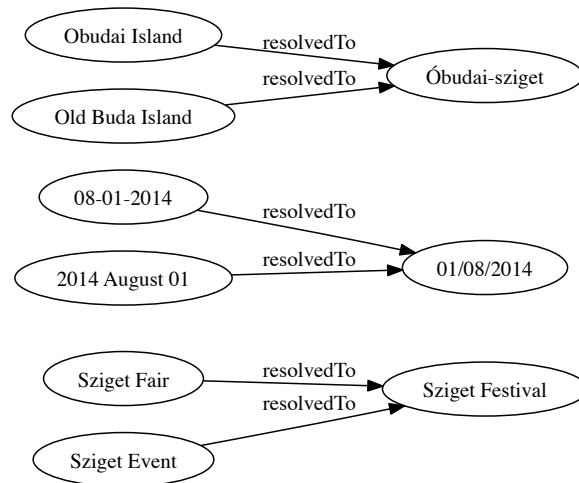 Obudai Island
resolvedTo
Óbudai-sziget
resolvedTo
Old Buda Island
08-01-2014
resolvedTo
resolvedTo
01/08/2014
2014 August 01
Sziget Fair
resolvedTo
Sziget Festival
resolvedTo
Sziget Event